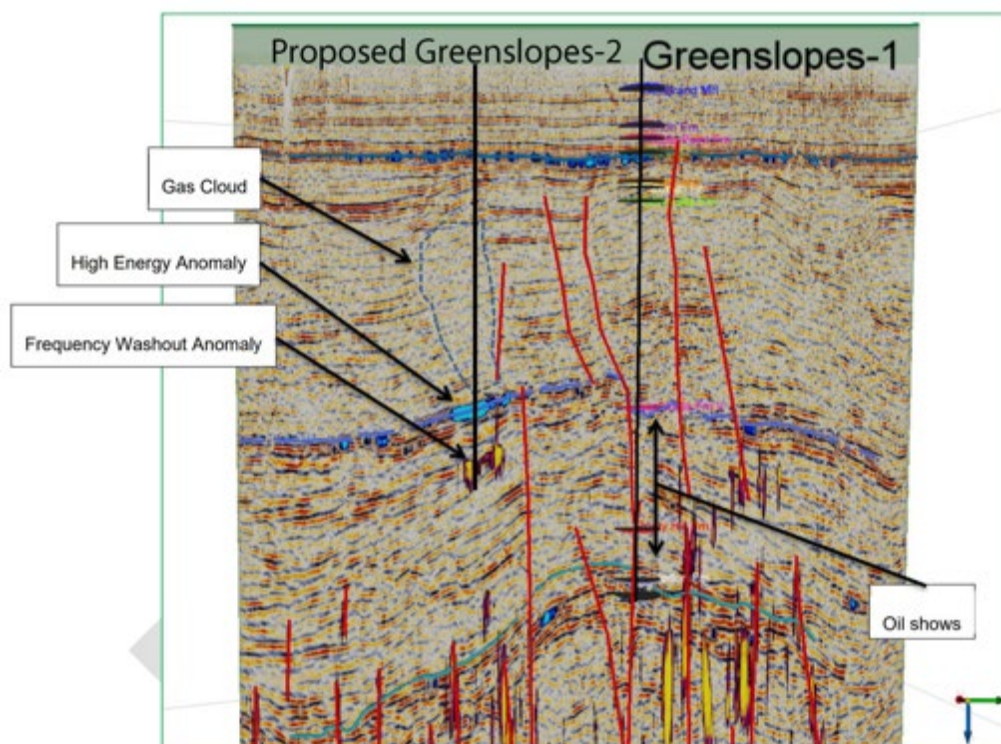 Proposed Greenslopes-2
Greenslopes-1
Gas Cloud
High Energy Anomaly
Frequency Washout Anomaly
Oil shows